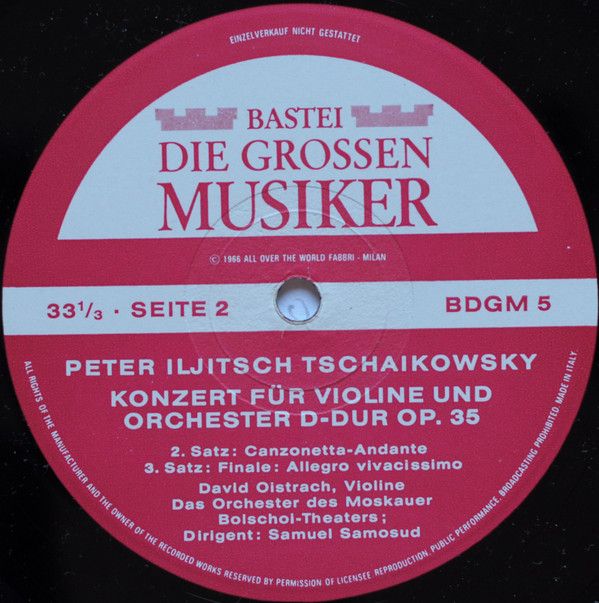 EINZELVERKAUF NICHT GESTATTET
BASTEI
DIE GROSSEN
MUSIKER
© 1966 ALL OVER THE WORLD FABBRI - MILAN
33 1/3 · SEITE 2
BDGM 5
PETER ILJITSCH TSCHAIKOWSKY
KONZERT FÜR VIOLINE UND
ORCHESTER D-DUR OP. 35
2. Satz: Canzonetta-Andante
3. Satz: Finale: Allegro vivacissimo
David Oistrach, Violine
Das Orchester des Moskauer
Bolschoi-Theaters;
Dirigent: Samuel Samosud
ALL RIGHTS OF THE MANUFACTURER AND THE OWNER OF THE RECORDED WORKS RESERVED BY PERMISSION OF LICENSEE REPRODUCTION, PUBLIC PERFORMANCE, BROADCASTING PROHIBITED MADE IN ITALY